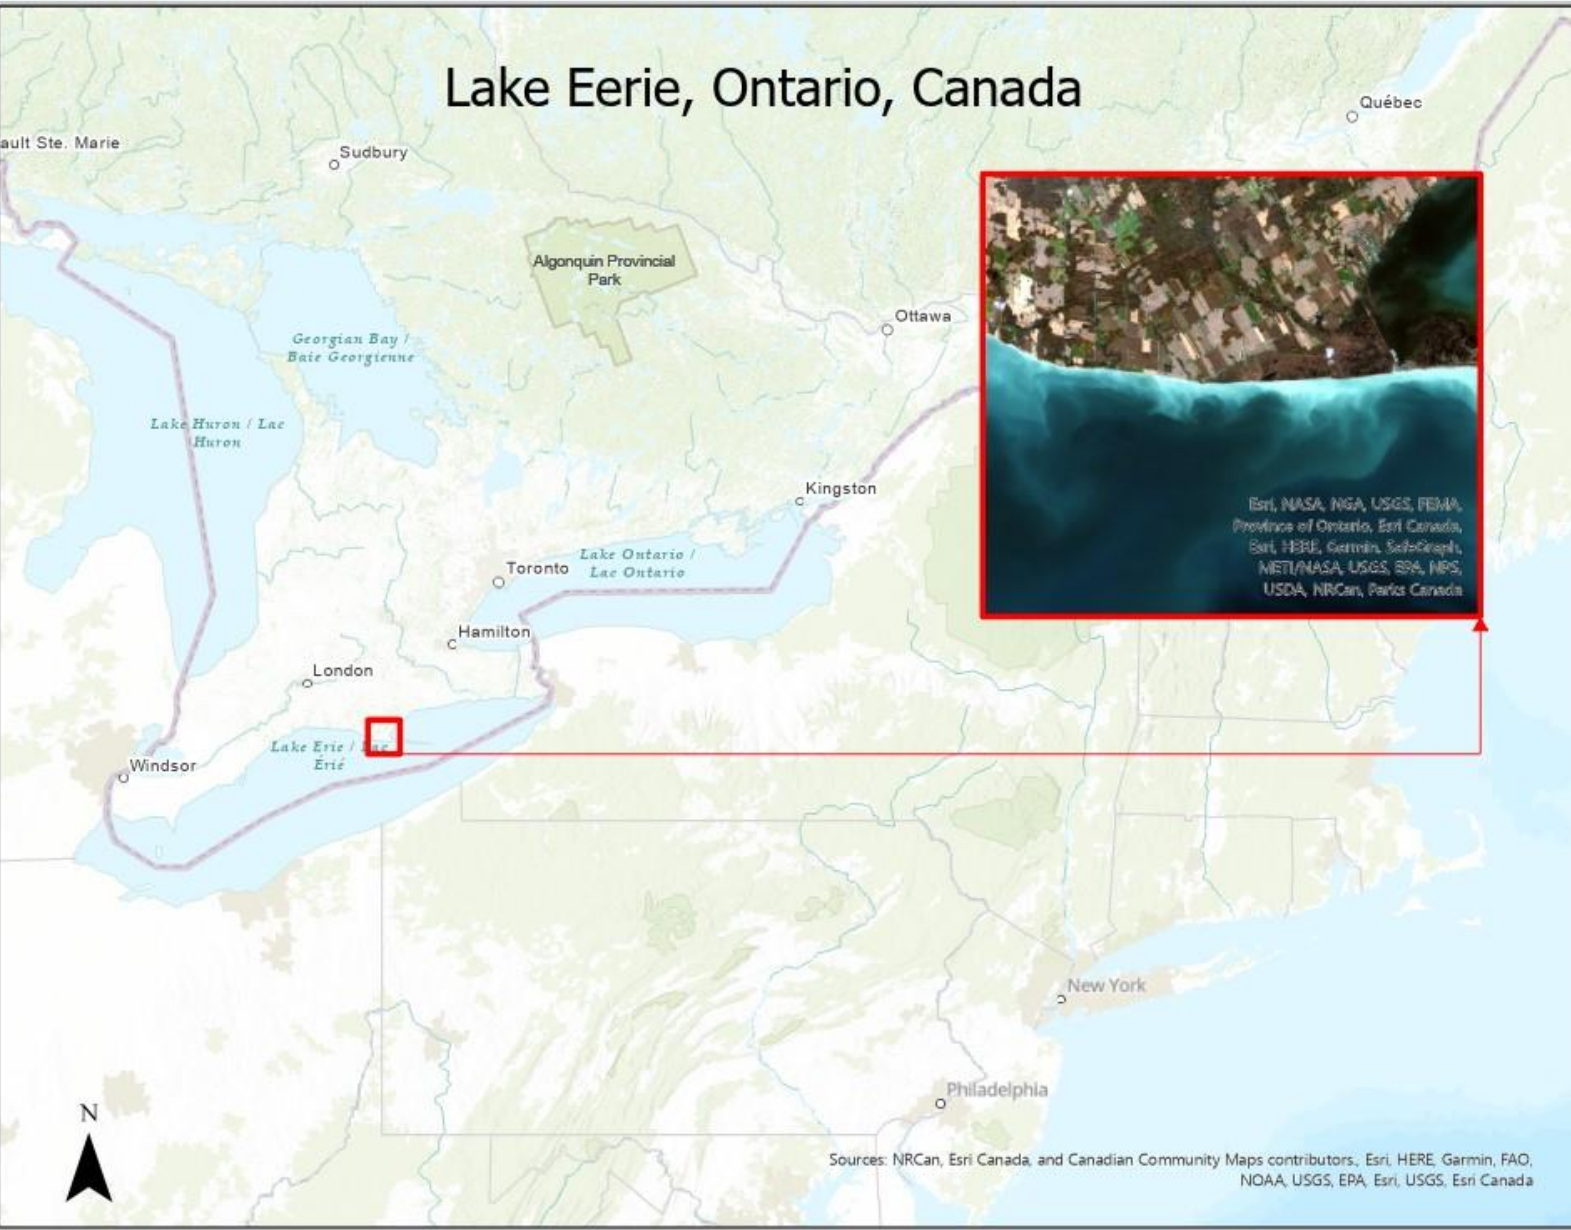 Lake Eerie, Ontario, Canada
Québec
ault Ste. Marie
Sudbury
Algonquin Provincial
Park
Ottawa
Georgian Bay /
Baie Georgienne
Lake Huron / Lac
Huron
Kingston
Esri, NASA, NGA, USGS, FEMA,
Province of Ontario, Esri Canada,
Esri, HERE, Garmin, SafeGraph,
METI/NASA, USGS, EPA, NPS,
USDA, NRCan, Parks Canada
Lake Ontario /
Lac Ontario
Toronto
Hamilton
London
Lake Erie / Lac
Érié
Windsor
New York
Philadelphia
N
Sources: NRCan, Esri Canada, and Canadian Community Maps contributors., Esri, HERE, Garmin, FAO,
NOAA, USGS, EPA, Esri, USGS, Esri Canada